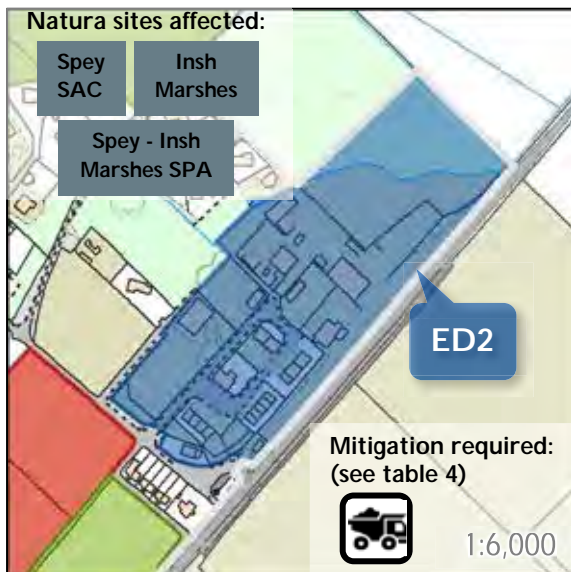 Natura sites affected:
Spey
SAC
Insh
Marshes
Spey - Insh
Marshes SPA
ED2
Mitigation required:
(see table 4)
1:6,000